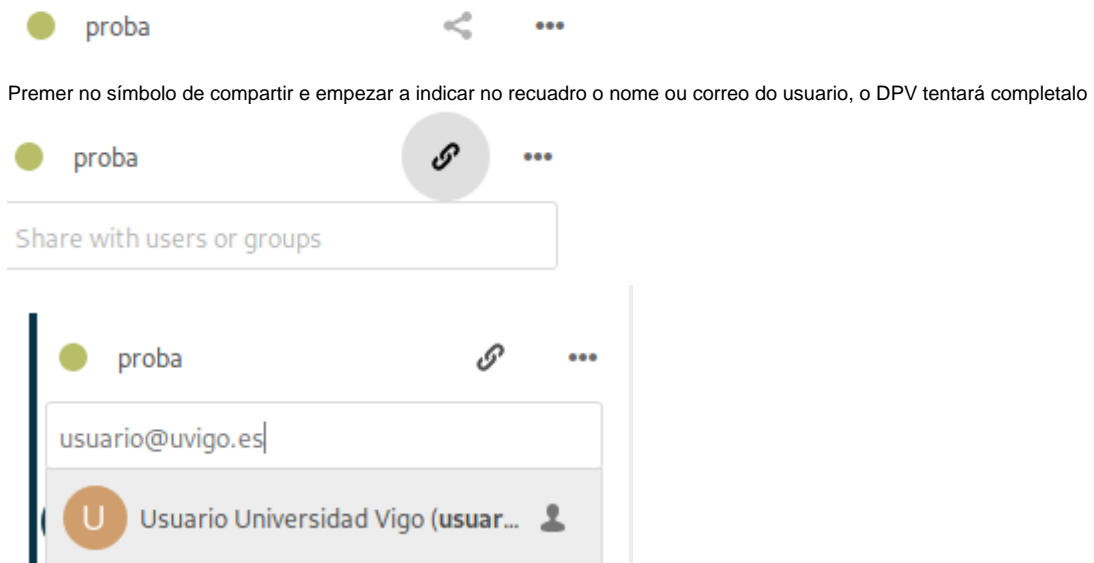 proba
Premer no símbolo de compartir e empezar a indicar no recuadro o nome ou correo do usuario, o DPV tentará completalo
proba
Share with users or groups
proba
usuario@uvigo.es
U Usuario Universidad Vigo (usuar...